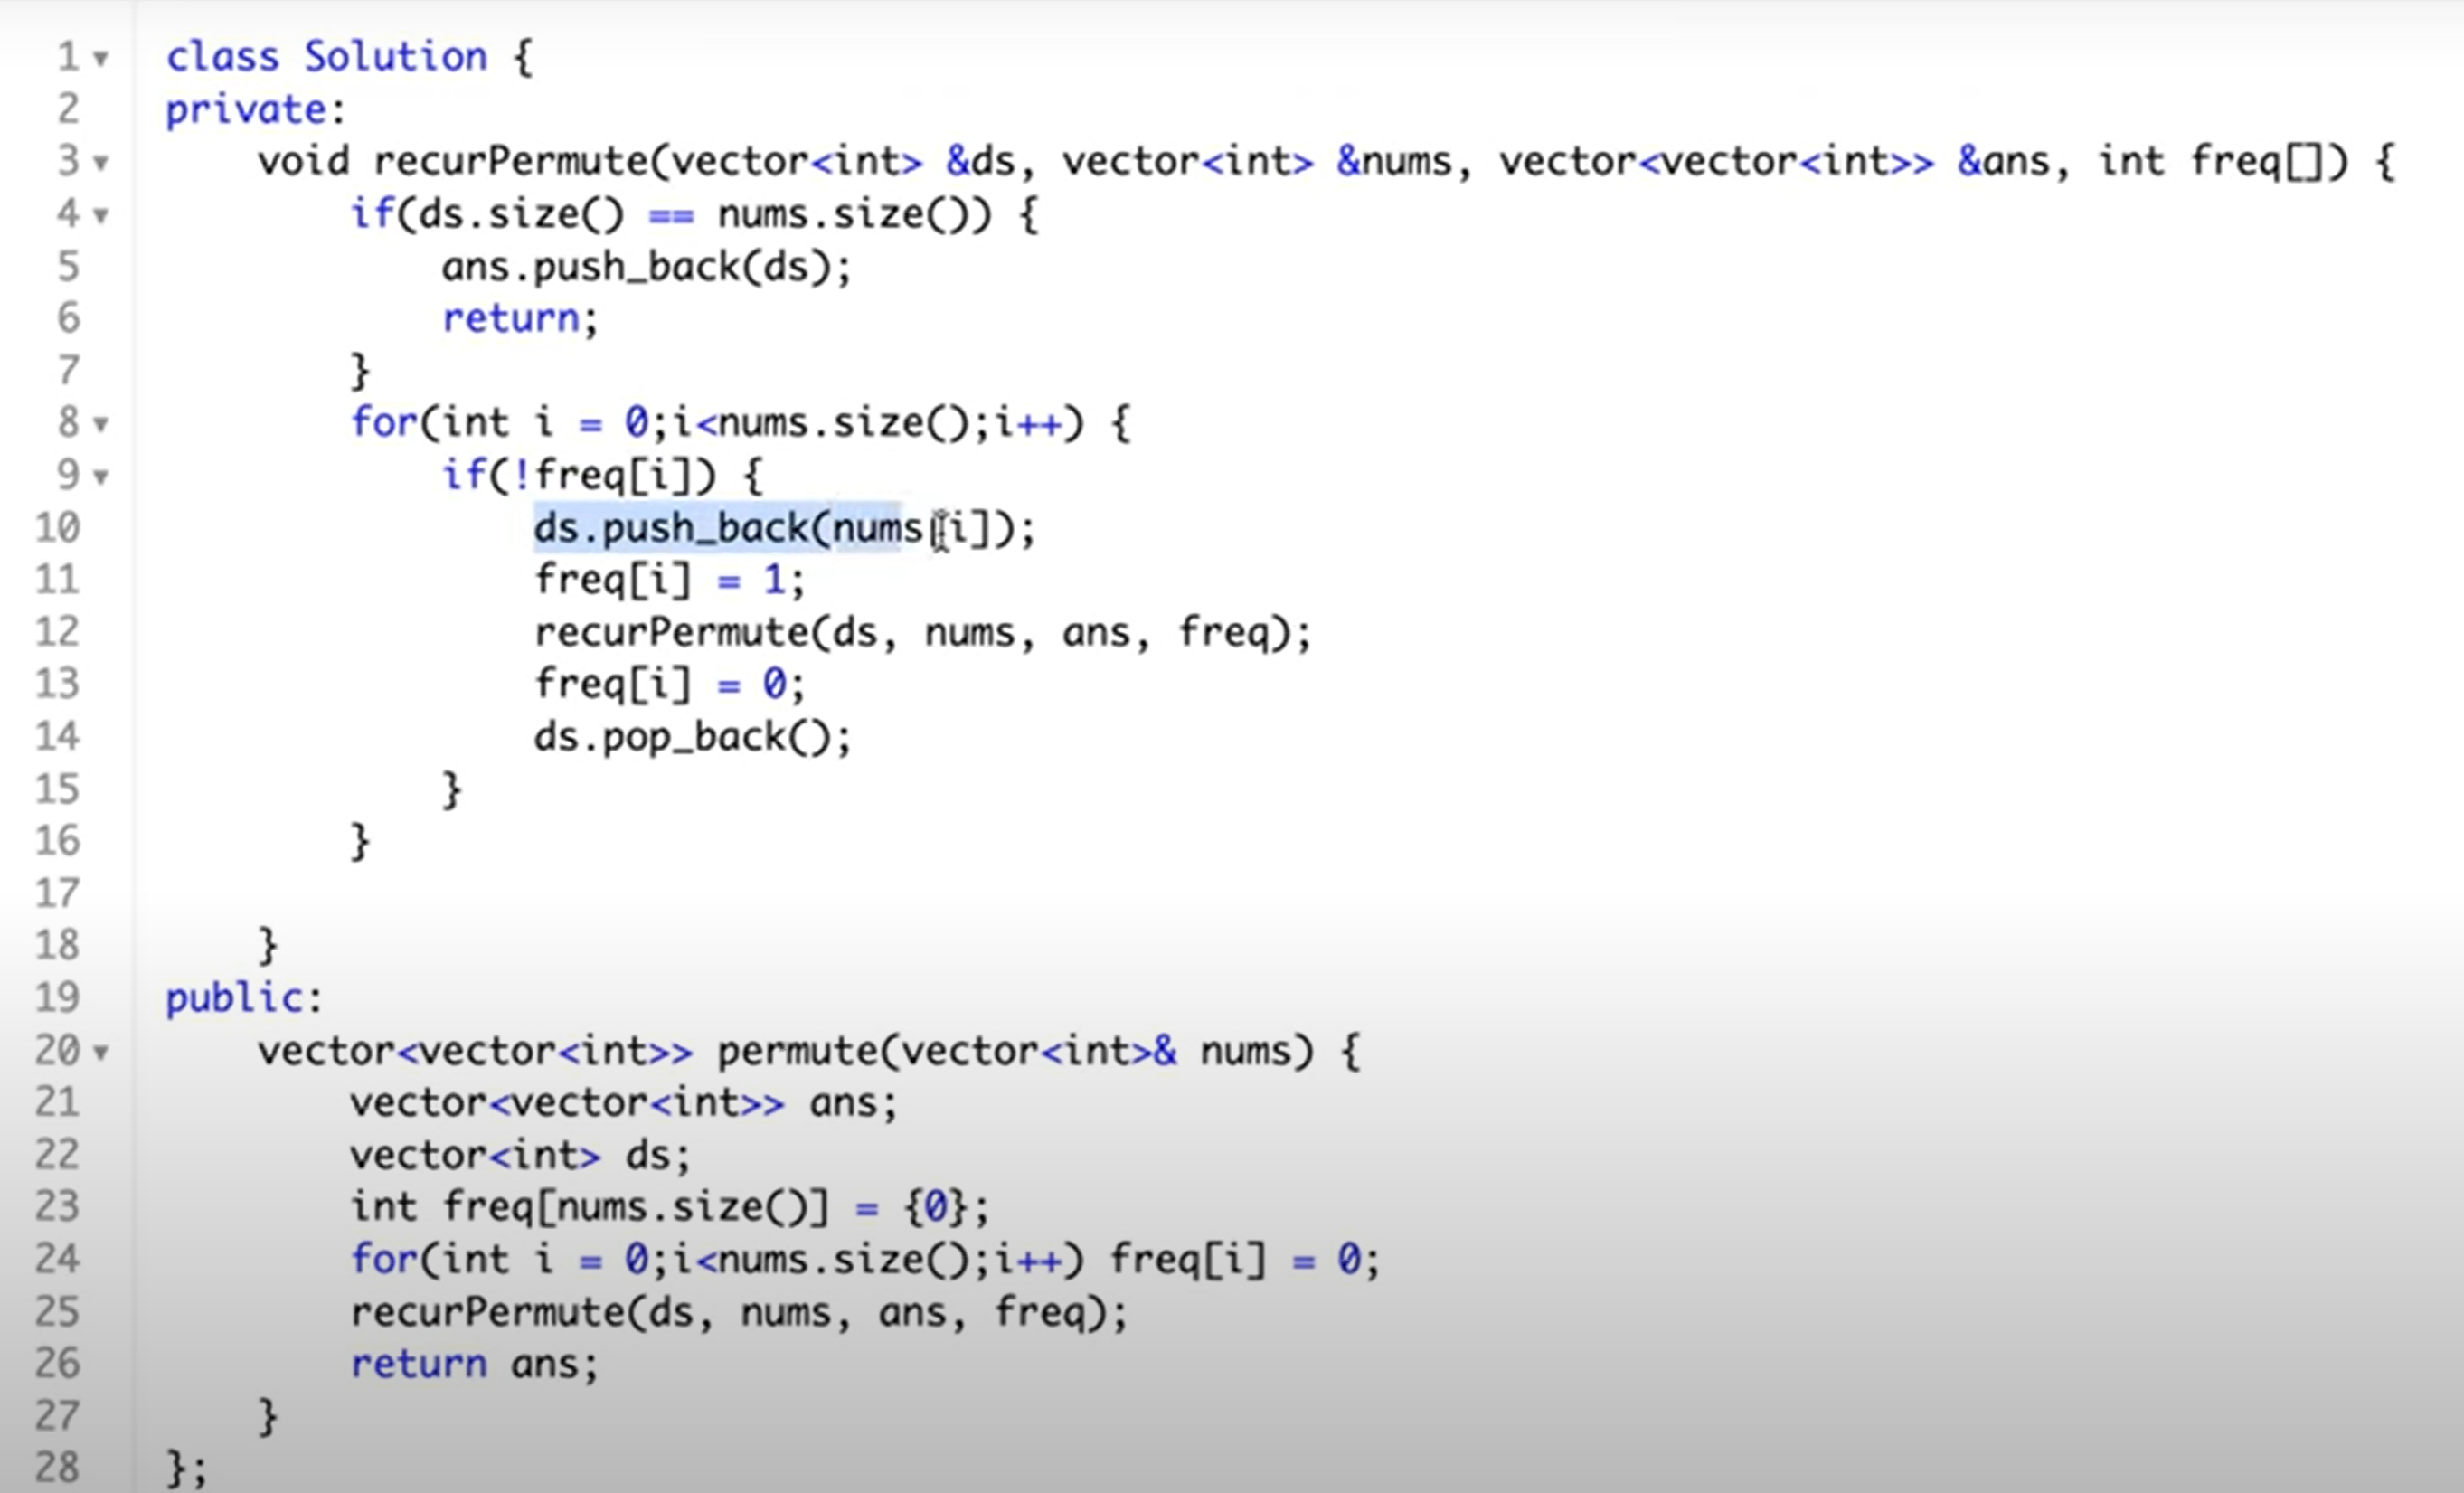 1 class Solution {
2 private:
3 void recurPermute(vector<int> &ds, vector<int> &nums, vector<vector<int>> &ans, int freq[]) {
4 if(ds.size() == nums.size()) {
5 ans.push_back(ds);
6 return;
7 }
8 for(int i = 0;i<nums.size();i++) {
9 if(!freq[i]) {
10 ds.push_back(nums[i]);
11 freq[i] = 1;
12 recurPermute(ds, nums, ans, freq);
13 freq[i] = 0;
14 ds.pop_back();
15 }
16 }
17
18 }
19 public:
20 vector<vector<int>> permute(vector<int>& nums) {
21 vector<vector<int>> ans;
22 vector<int> ds;
23 int freq[nums.size()] = {0};
24 for(int i = 0;i<nums.size();i++) freq[i] = 0;
25 recurPermute(ds, nums, ans, freq);
26 return ans;
27 }
28 };